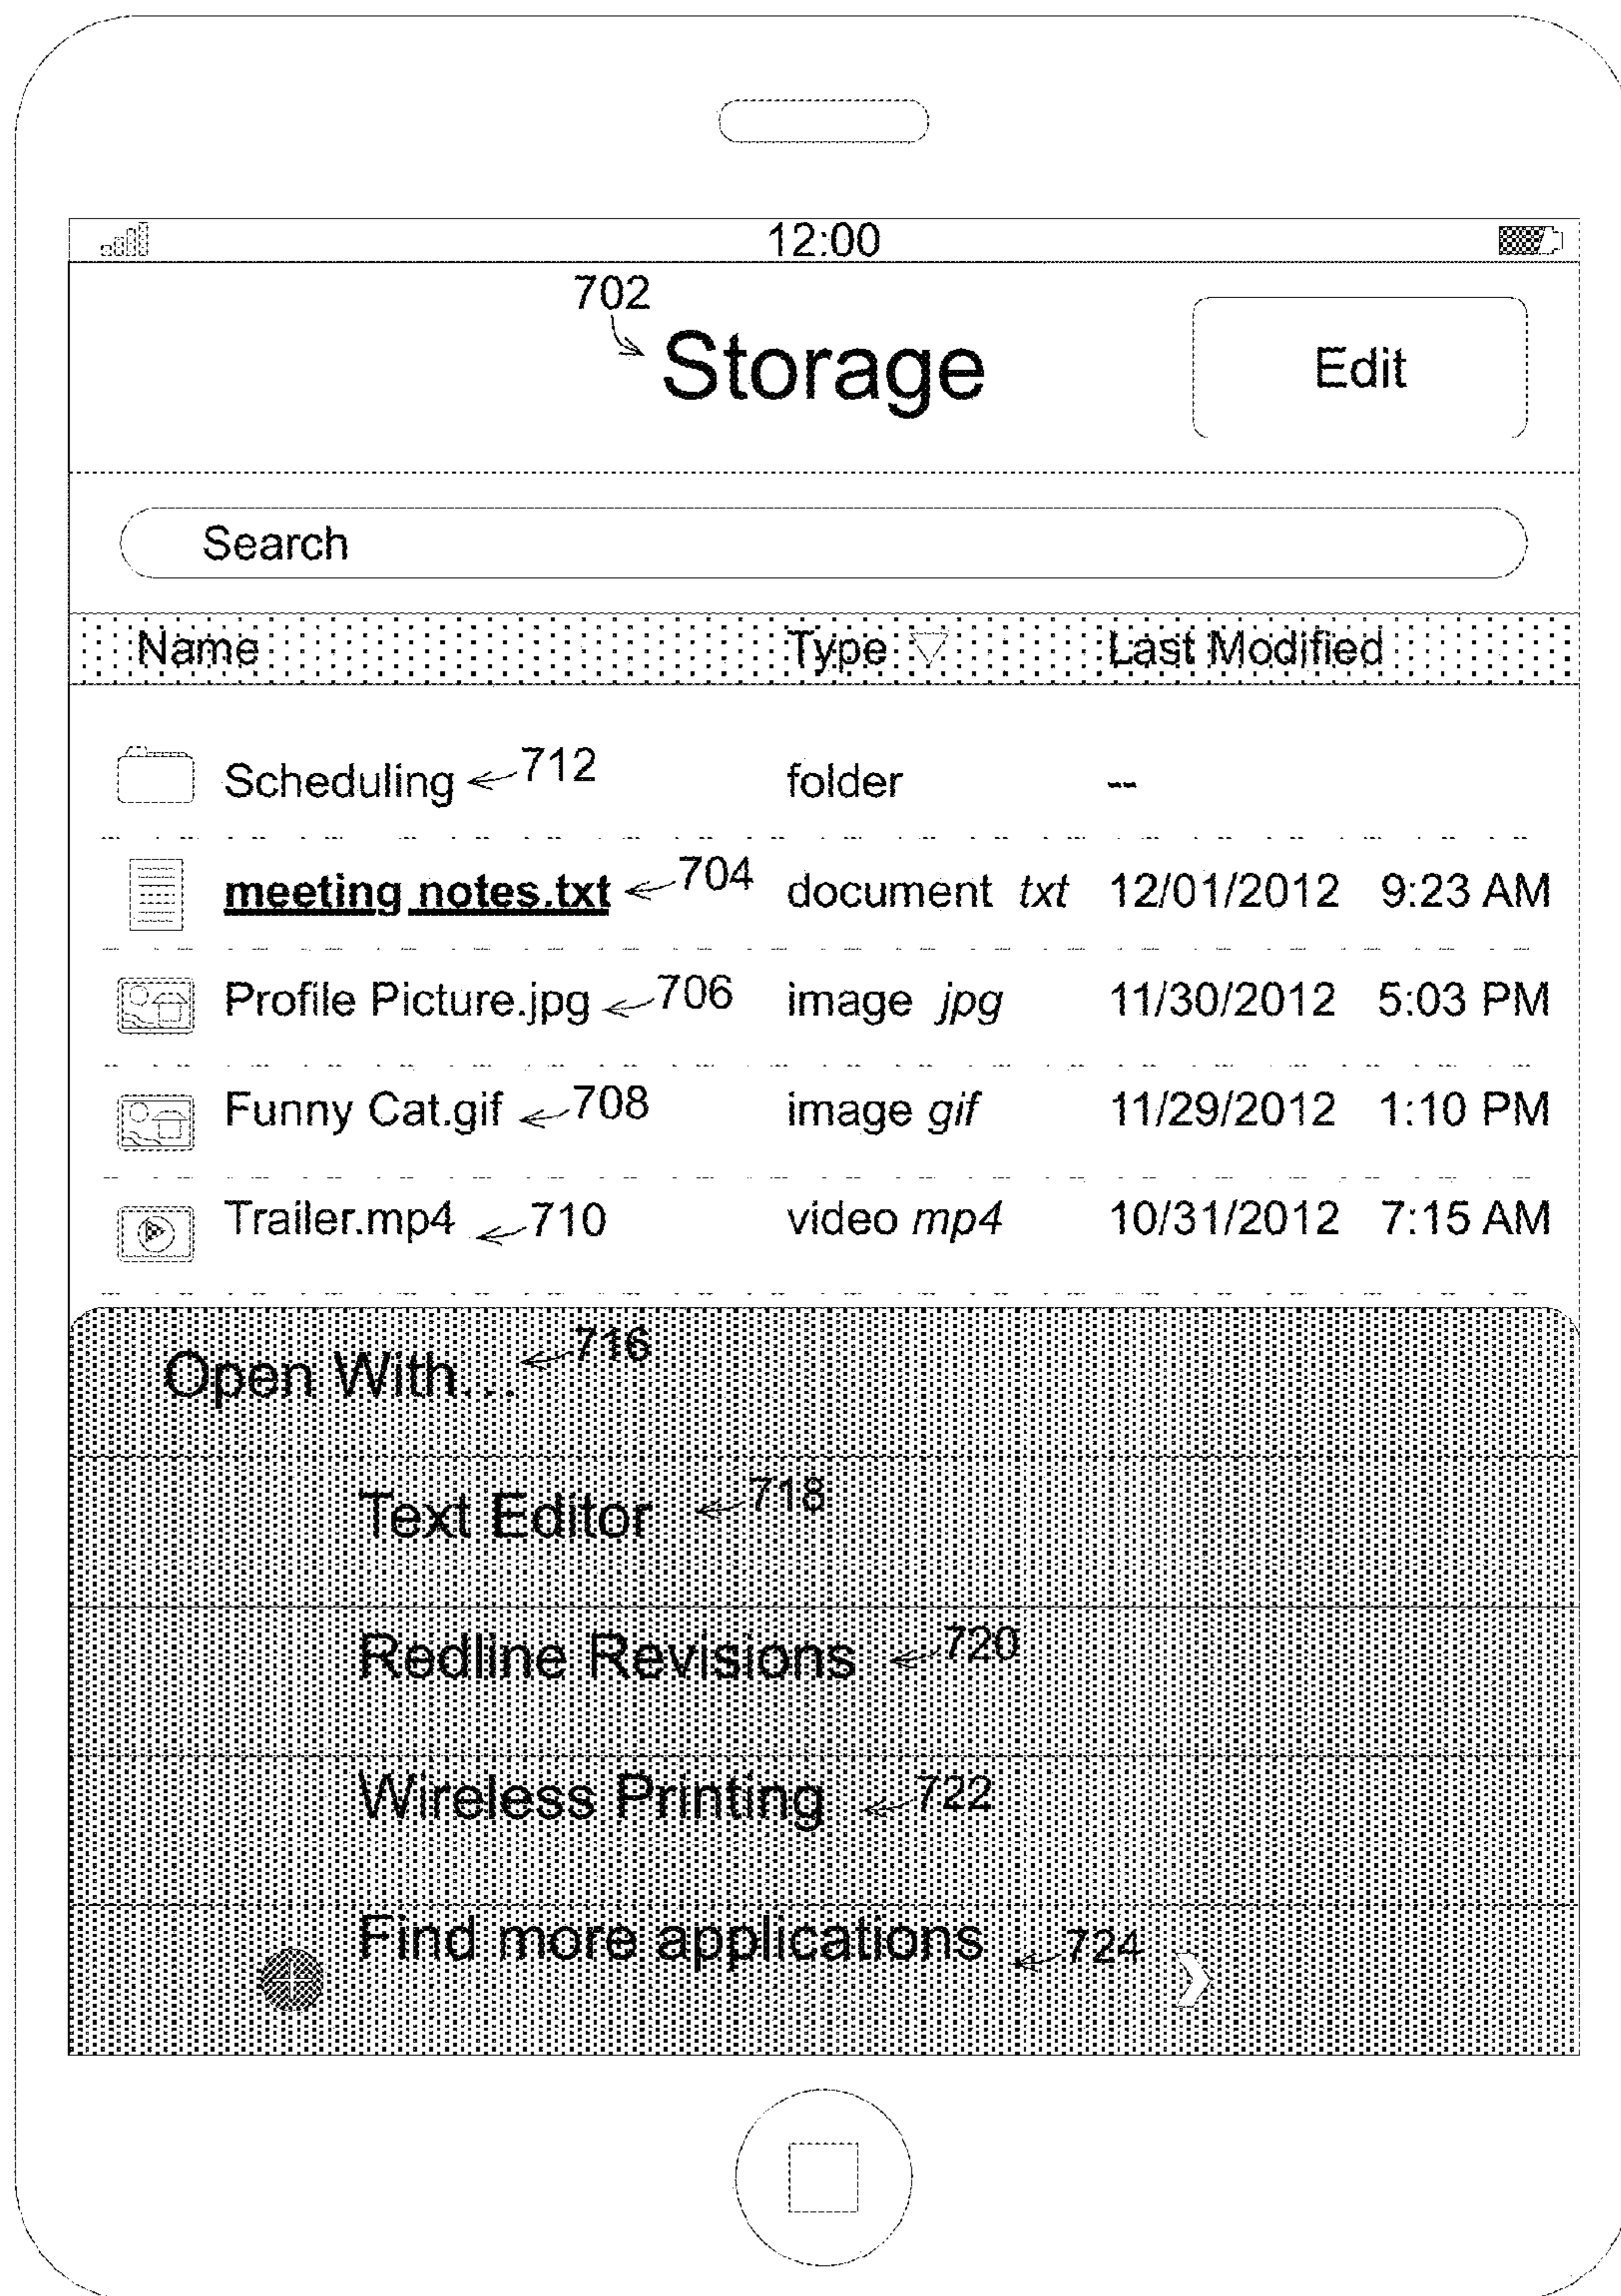 12:00
702
Storage
Edit
Search
Name Type Last Modified
Scheduling 712 folder --
meeting notes.txt 704 document txt 12/01/2012 9:23 AM
Profile Picture.jpg 706 image jpg 11/30/2012 5:03 PM
Funny Cat.gif 708 image gif 11/29/2012 1:10 PM
Trailer.mp4 710 video mp4 10/31/2012 7:15 AM
Open With... 716
Text Editor 718
Redline Revisions 720
Wireless Printing 722
Find more applications 724